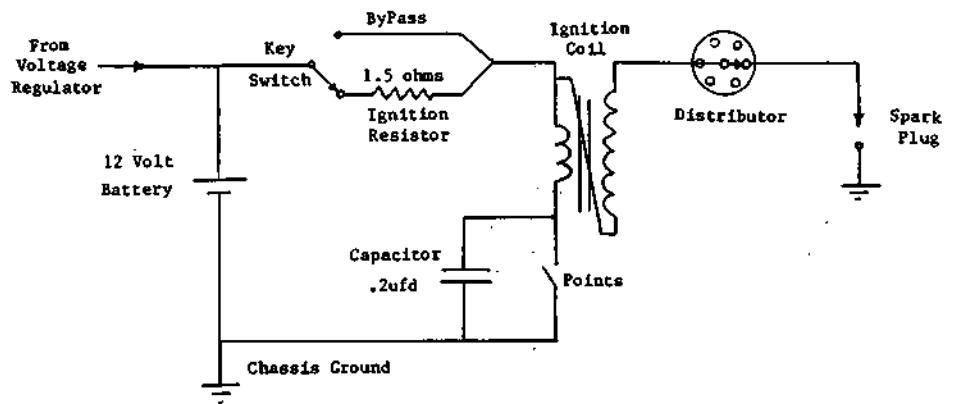 From
Voltage
Regulator
Key
Switch
ByPass
1.5 ohms
Ignition
Resistor
Ignition
Coil
Distributor
Spark
Plug
12 Volt
Battery
Capacitor
.2ufd
Points
Chassis Ground